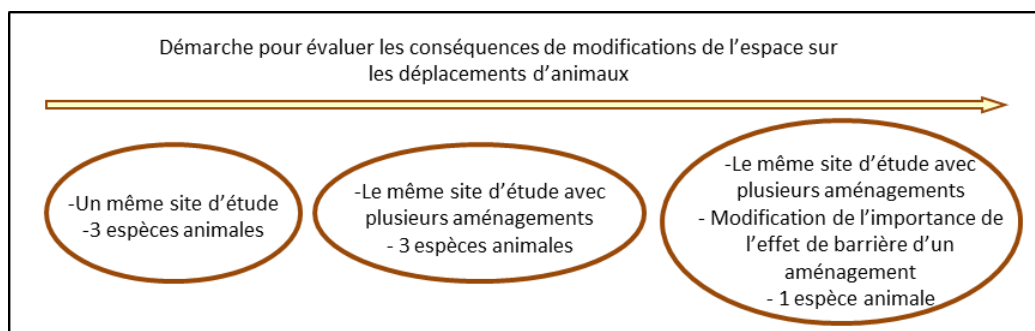 Démarche pour évaluer les conséquences de modifications de l’espace sur
les déplacements d’animaux
-Un même site d’étude
-3 espèces animales
-Le même site d’étude avec
plusieurs aménagements
- 3 espèces animales
-Le même site d’étude avec
plusieurs aménagements
- Modification de l’importance de
l’effet de barrière d’un
aménagement
- 1 espèce animale